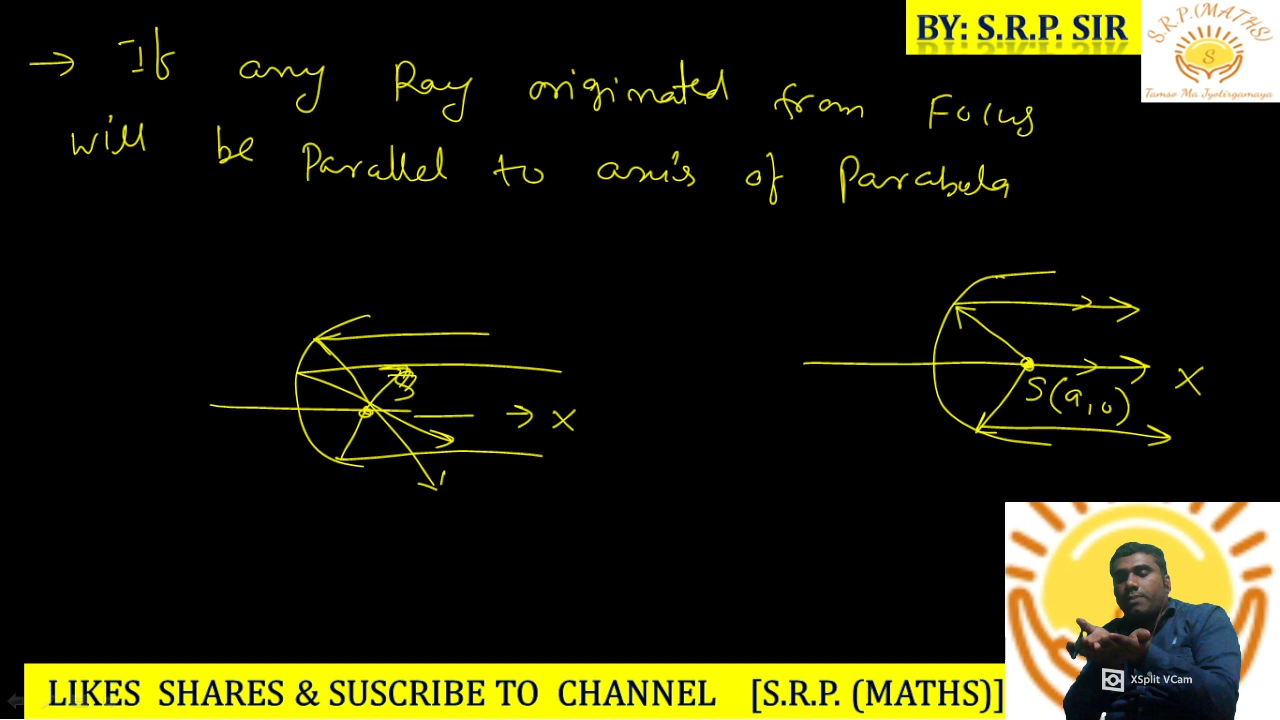 BY: S.R.P. SIR
S.R.P.(MATHS)
S
Tamso Ma Jyotirgamaya
→ If any Ray originated from Focus
will be Parallel to axis of Parabola
S
→ X
S(a,0)
X
XSplit VCam
LIKES SHARES & SUSCRIBE TO CHANNEL [S.R.P. (MATHS)]